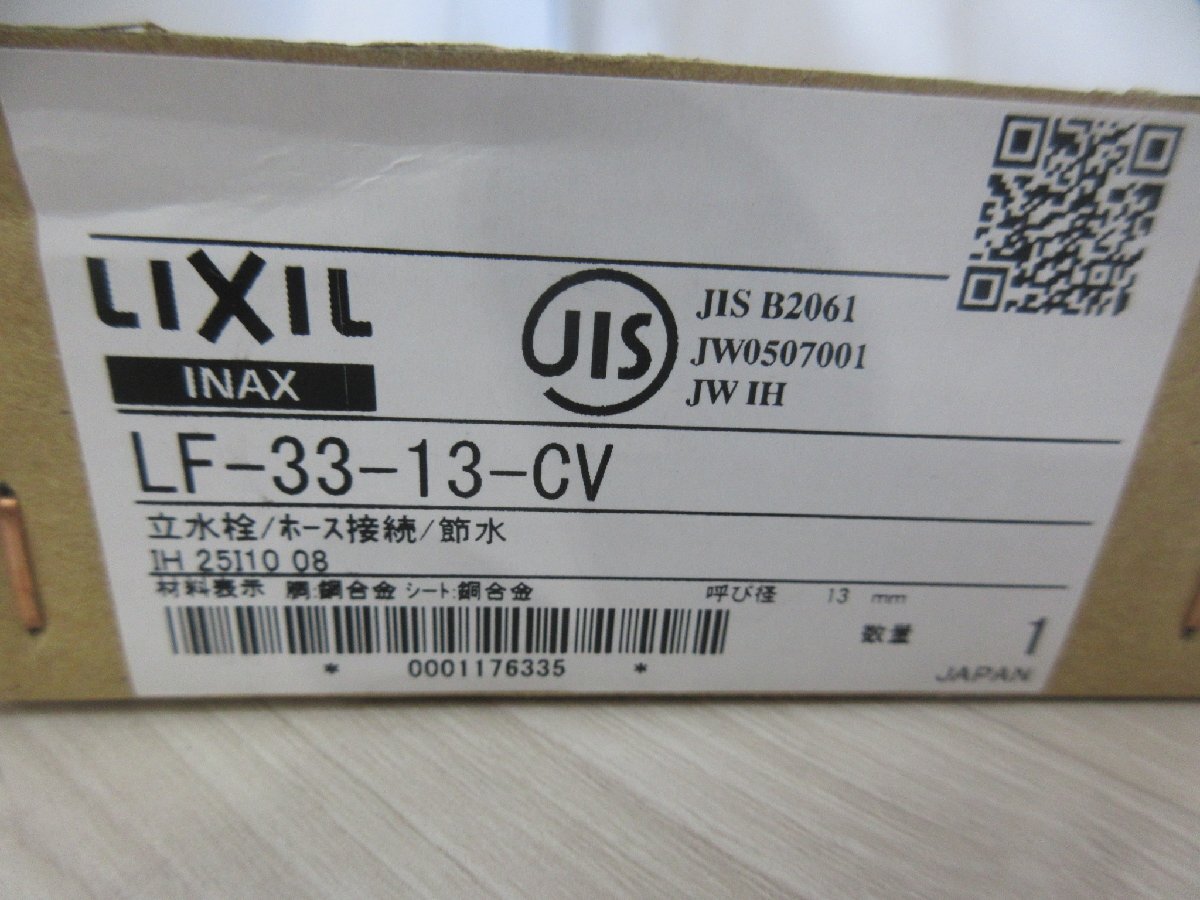 LIXIL
INAX
JIS
JIS B2061
JW0507001
JW IH
LF-33-13-CV
立水栓/ホース接続/節水
IH 25I10 08
材料表示 胴:銅合金 シート:銅合金 呼び径 13 mm
数量 1
* 0001176335 *
JAPAN